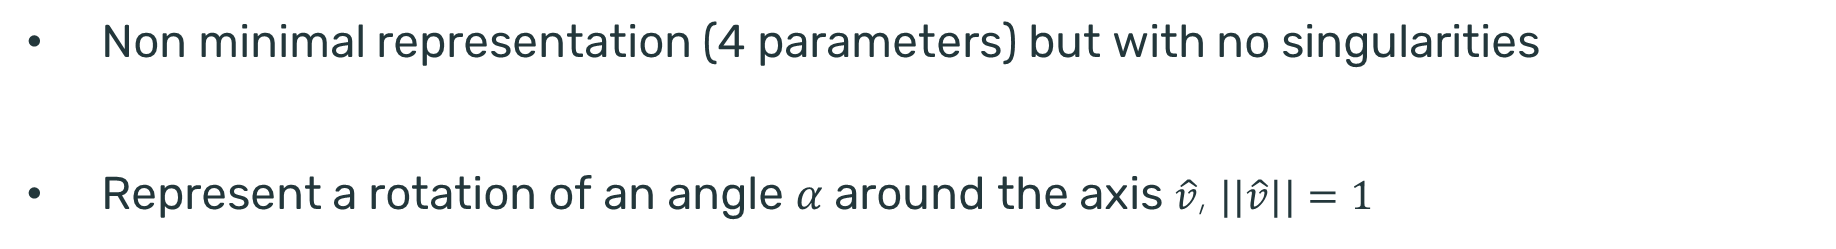 • Non minimal representation (4 parameters) but with no singularities
• Represent a rotation of an angle α around the axis v̂, ||v̂|| = 1